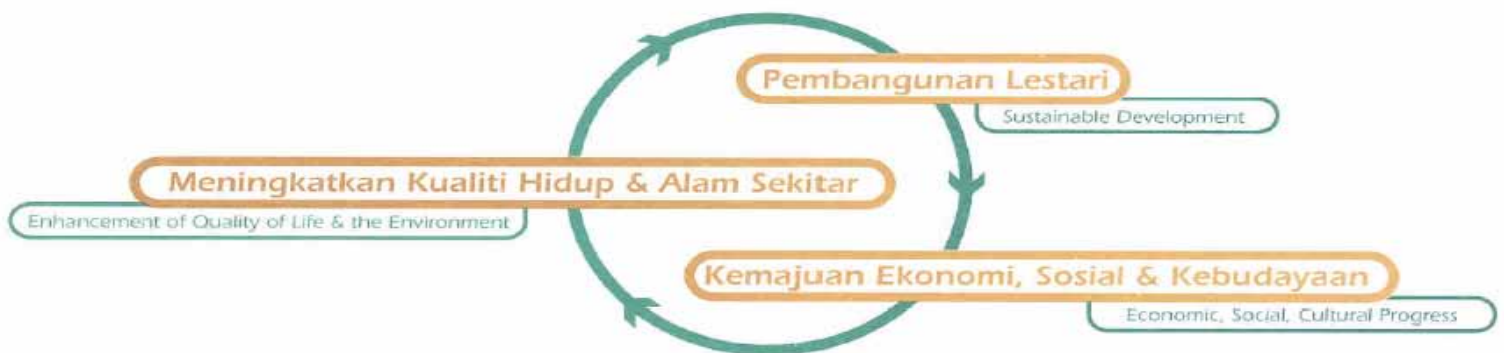 Pembangunan Lestari
Sustainable Development
Meningkatkan Kualiti Hidup & Alam Sekitar
Enhancement of Quality of Life & the Environment
Kemajuan Ekonomi, Sosial & Kebudayaan
Economic, Social, Cultural Progress